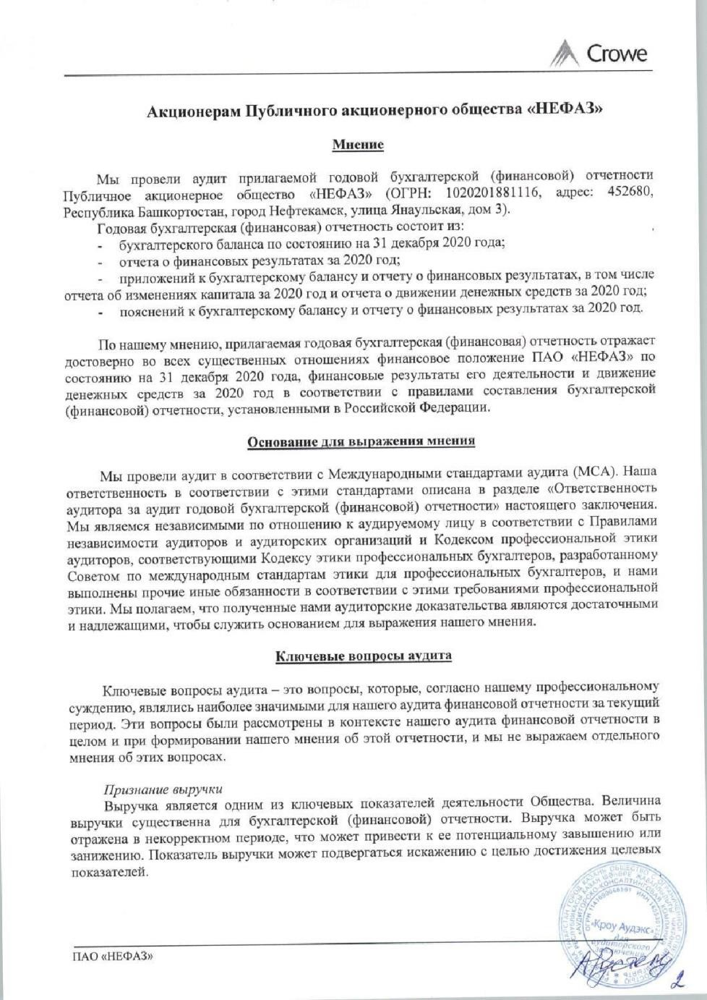 Crowe
Акционерам Публичного акционерного общества «НЕФАЗ»
Мнение
Мы провели аудит прилагаемой годовой бухгалтерской (финансовой) отчетности
Публичное акционерное общество «НЕФАЗ» (ОГРН: 1020201881116, адрес: 452680,
Республика Башкортостан, город Нефтекамск, улица Янаульская, дом 3).
Годовая бухгалтерская (финансовая) отчетность состоит из:
- бухгалтерского баланса по состоянию на 31 декабря 2020 года;
- отчета о финансовых результатах за 2020 год;
- приложений к бухгалтерскому балансу и отчету о финансовых результатах, в том числе
отчета об изменениях капитала за 2020 год и отчета о движении денежных средств за 2020 год;
- пояснений к бухгалтерскому балансу и отчету о финансовых результатах за 2020 год.
По нашему мнению, прилагаемая годовая бухгалтерская (финансовая) отчетность отражает
достоверно во всех существенных отношениях финансовое положение ПАО «НЕФАЗ» по
состоянию на 31 декабря 2020 года, финансовые результаты его деятельности и движение
денежных средств за 2020 год в соответствии с правилами составления бухгалтерской
(финансовой) отчетности, установленными в Российской Федерации.
Основание для выражения мнения
Мы провели аудит в соответствии с Международными стандартами аудита (МСА). Наша
ответственность в соответствии с этими стандартами описана в разделе «Ответственность
аудитора за аудит годовой бухгалтерской (финансовой) отчетности» настоящего заключения.
Мы являемся независимыми по отношению к аудируемому лицу в соответствии с Правилами
независимости аудиторов и аудиторских организаций и Кодексом профессиональной этики
аудиторов, соответствующими Кодексу этики профессиональных бухгалтеров, разработанному
Советом по международным стандартам этики для профессиональных бухгалтеров, и нами
выполнены прочие иные обязанности в соответствии с этими требованиями профессиональной
этики. Мы полагаем, что полученные нами аудиторские доказательства являются достаточными
и надлежащими, чтобы служить основанием для выражения нашего мнения.
Ключевые вопросы аудита
Ключевые вопросы аудита – это вопросы, которые, согласно нашему профессиональному
суждению, являлись наиболее значимыми для нашего аудита финансовой отчетности за текущий
период. Эти вопросы были рассмотрены в контексте нашего аудита финансовой отчетности в
целом и при формировании нашего мнения об этой отчетности, и мы не выражаем отдельного
мнения об этих вопросах.
Признание выручки
Выручка является одним из ключевых показателей деятельности Общества. Величина
выручки существенна для бухгалтерской (финансовой) отчетности. Выручка может быть
отражена в некорректном периоде, что может привести к ее потенциальному завышению или
занижению. Показатель выручки может подвергаться искажению с целью достижения целевых
показателей.
«Кроу Аудэкс»
для
аудиторского
заключения
ПАО «НЕФАЗ»
2